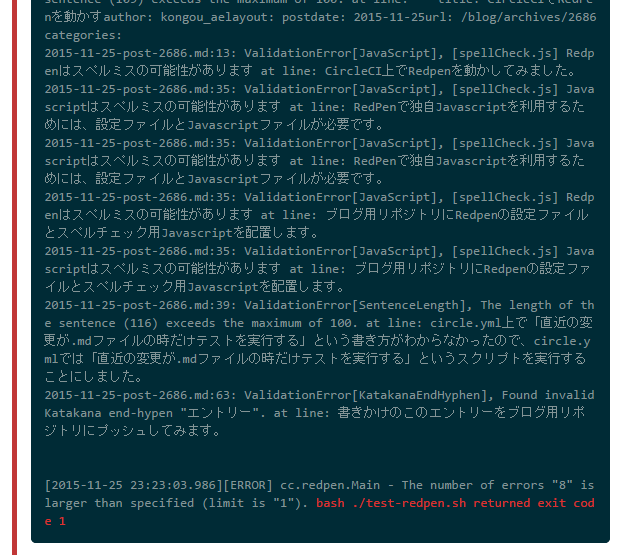 sentence (109) exceeds the maximum of 100. at line: title: CircleCIでRedpe
nを動かすauthor: kongou_aelayout: postdate: 2015-11-25url: /blog/archives/2686
categories:
2015-11-25-post-2686.md:13: ValidationError[JavaScript], [spellCheck.js] Redp
enはスペルミスの可能性があります at line: CircleCI上でRedpenを動かしてみました。
2015-11-25-post-2686.md:35: ValidationError[JavaScript], [spellCheck.js] Java
scriptはスペルミスの可能性があります at line: RedPenで独自Javascriptを利用するた
めには、設定ファイルとJavascriptファイルが必要です。
2015-11-25-post-2686.md:35: ValidationError[JavaScript], [spellCheck.js] Java
scriptはスペルミスの可能性があります at line: RedPenで独自Javascriptを利用するた
めには、設定ファイルとJavascriptファイルが必要です。
2015-11-25-post-2686.md:35: ValidationError[JavaScript], [spellCheck.js] Redp
enはスペルミスの可能性があります at line: ブログ用リポジトリにRedpenの設定ファイル
とスペルチェック用Javascriptを配置します。
2015-11-25-post-2686.md:35: ValidationError[JavaScript], [spellCheck.js] Java
scriptはスペルミスの可能性があります at line: ブログ用リポジトリにRedpenの設定ファ
イルとスペルチェック用Javascriptを配置します。
2015-11-25-post-2686.md:39: ValidationError[SentenceLength], The length of th
e sentence (116) exceeds the maximum of 100. at line: circle.yml上で「直近の変
更が.mdファイルの時だけテストを実行する」という書き方がわからなかったので、circle.y
mlでは「直近の変更が.mdファイルの時だけテストを実行する」というスクリプトを実行する
ことにしました。
2015-11-25-post-2686.md:63: ValidationError[KatakanaEndHyphen], Found invalid
Katakana end-hypen "エントリー". at line: 書きかけのこのエントリーをブログ用リポ
ジトリにプッシュしてみます。
[2015-11-25 23:23:03.986][ERROR] cc.redpen.Main - The number of errors "8" is
larger than specified (limit is "1"). bash ./test-redpen.sh returned exit cod
e 1